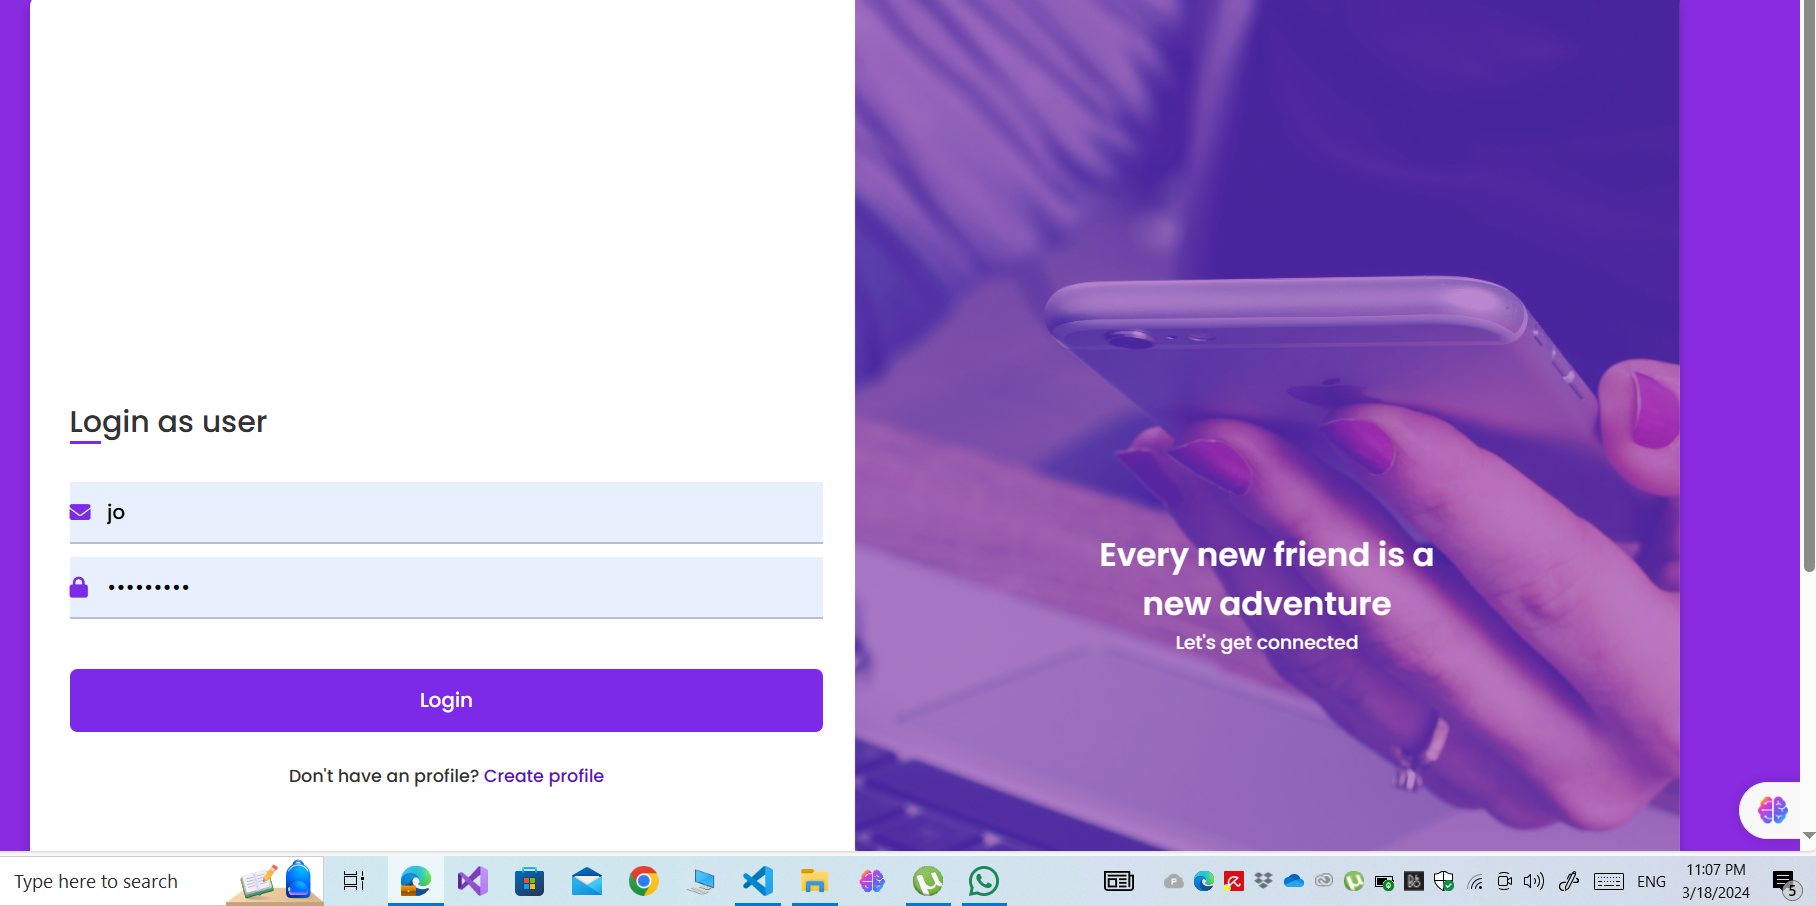 Login as user
jo
•••••••••
Login
Don't have an profile? Create profile
Every new friend is a
new adventure
Let's get connected
Type here to search
ENG
11:07 PM
3/18/2024
5